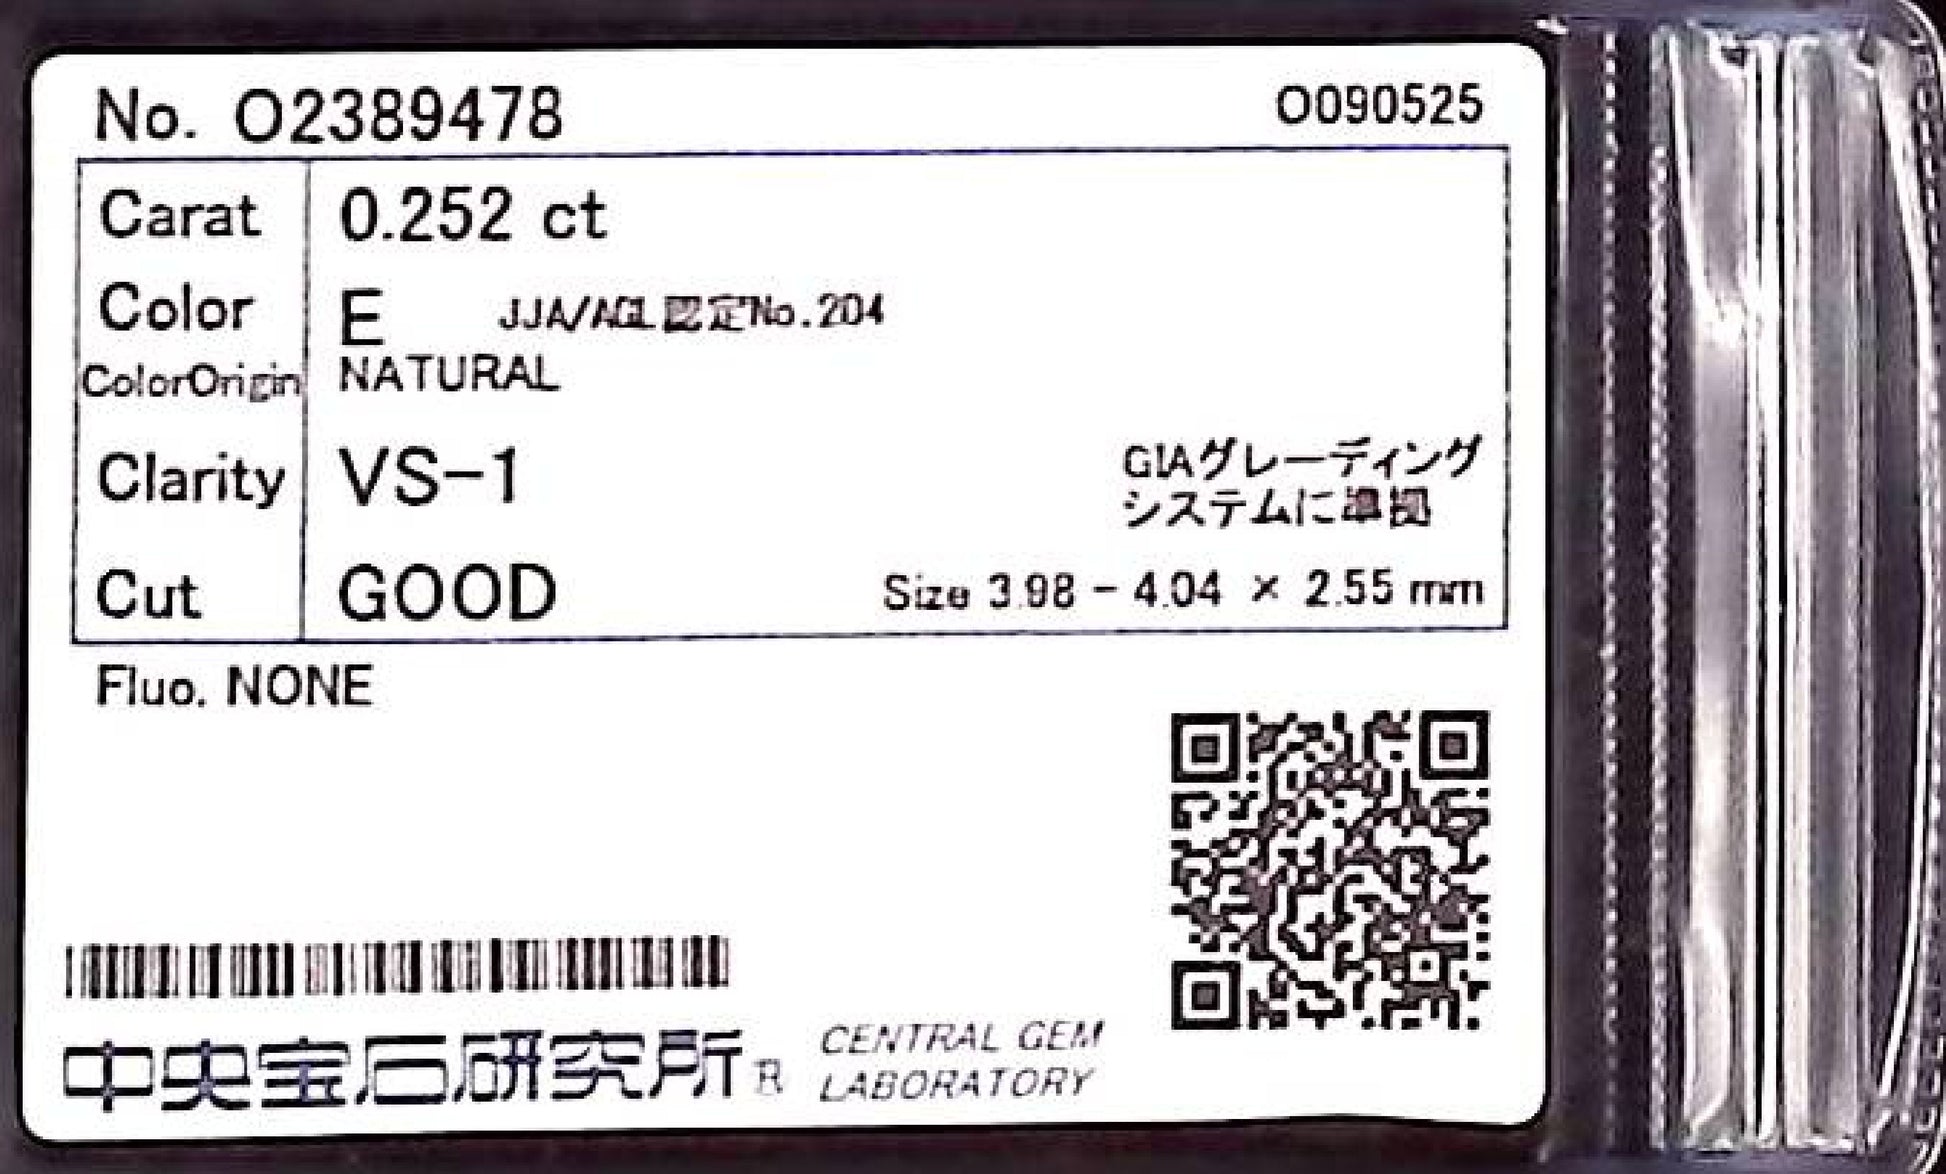 No. O2389478
O090525
Carat 0.252 ct
Color E JJA/AGL認定No.204
ColorOrigin NATURAL
Clarity VS-1
GIAグレーディング
システムに準拠
Cut GOOD Size 3.98 - 4.04 × 2.55 mm
Fluo. NONE
中央宝石研究所® CENTRAL GEM
LABORATORY